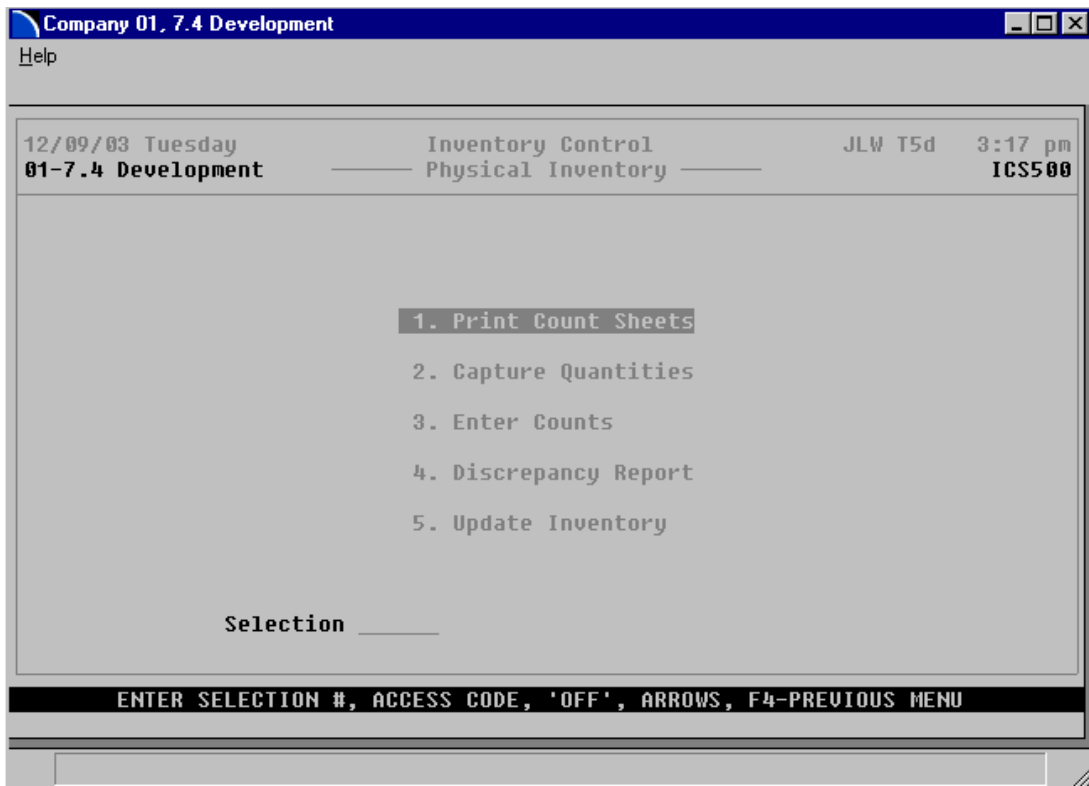 Company 01, 7.4 Development
Help
12/09/03 Tuesday Inventory Control JLW T5d 3:17 pm
01-7.4 Development Physical Inventory ICS500
1. Print Count Sheets
2. Capture Quantities
3. Enter Counts
4. Discrepancy Report
5. Update Inventory
Selection ______
ENTER SELECTION #, ACCESS CODE, 'OFF', ARROWS, F4-PREVIOUS MENU